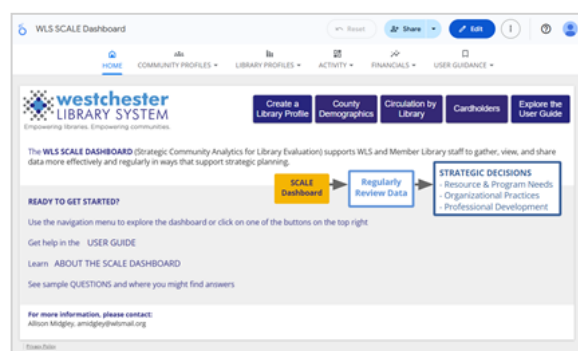 WLS SCALE Dashboard
Reset
Share
Edit
HOME
COMMUNITY PROFILES
LIBRARY PROFILES
ACTIVITY
FINANCIALS
USER GUIDANCE
westchester
LIBRARY SYSTEM
Empowering libraries. Empowering communities.
Create a
Library Profile
County
Demographics
Circulation by
Library
Cardholders
Explore the
User Guide
The WLS SCALE DASHBOARD (Strategic Community Analytics for Library Evaluation) supports WLS and Member Library staff to gather, view, and share
data more effectively and regularly in ways that support strategic planning.
SCALE
Dashboard
Regularly
Review Data
STRATEGIC DECISIONS
- Resource & Program Needs
- Organizational Practices
- Professional Development
READY TO GET STARTED?
Use the navigation menu to explore the dashboard or click on one of the buttons on the top right
Get help in the USER GUIDE
Learn ABOUT THE SCALE DASHBOARD
See sample QUESTIONS and where you might find answers
For more information, please contact:
Allison Midgley, amidgley@wlsmail.org
Privacy Policy